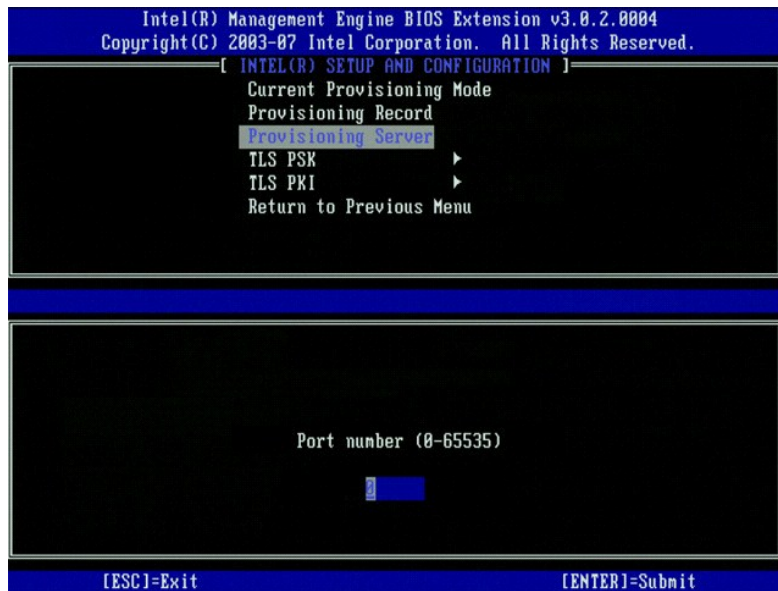 Intel(R) Management Engine BIOS Extension v3.0.2.0004
Copyright(C) 2003-07 Intel Corporation. All Rights Reserved.
[ INTEL(R) SETUP AND CONFIGURATION ]
Current Provisioning Mode
Provisioning Record
Provisioning Server
TLS PSK
TLS PKI
Return to Previous Menu
Port number (0-65535)
0
[ESC]=Exit [ENTER]=Submit